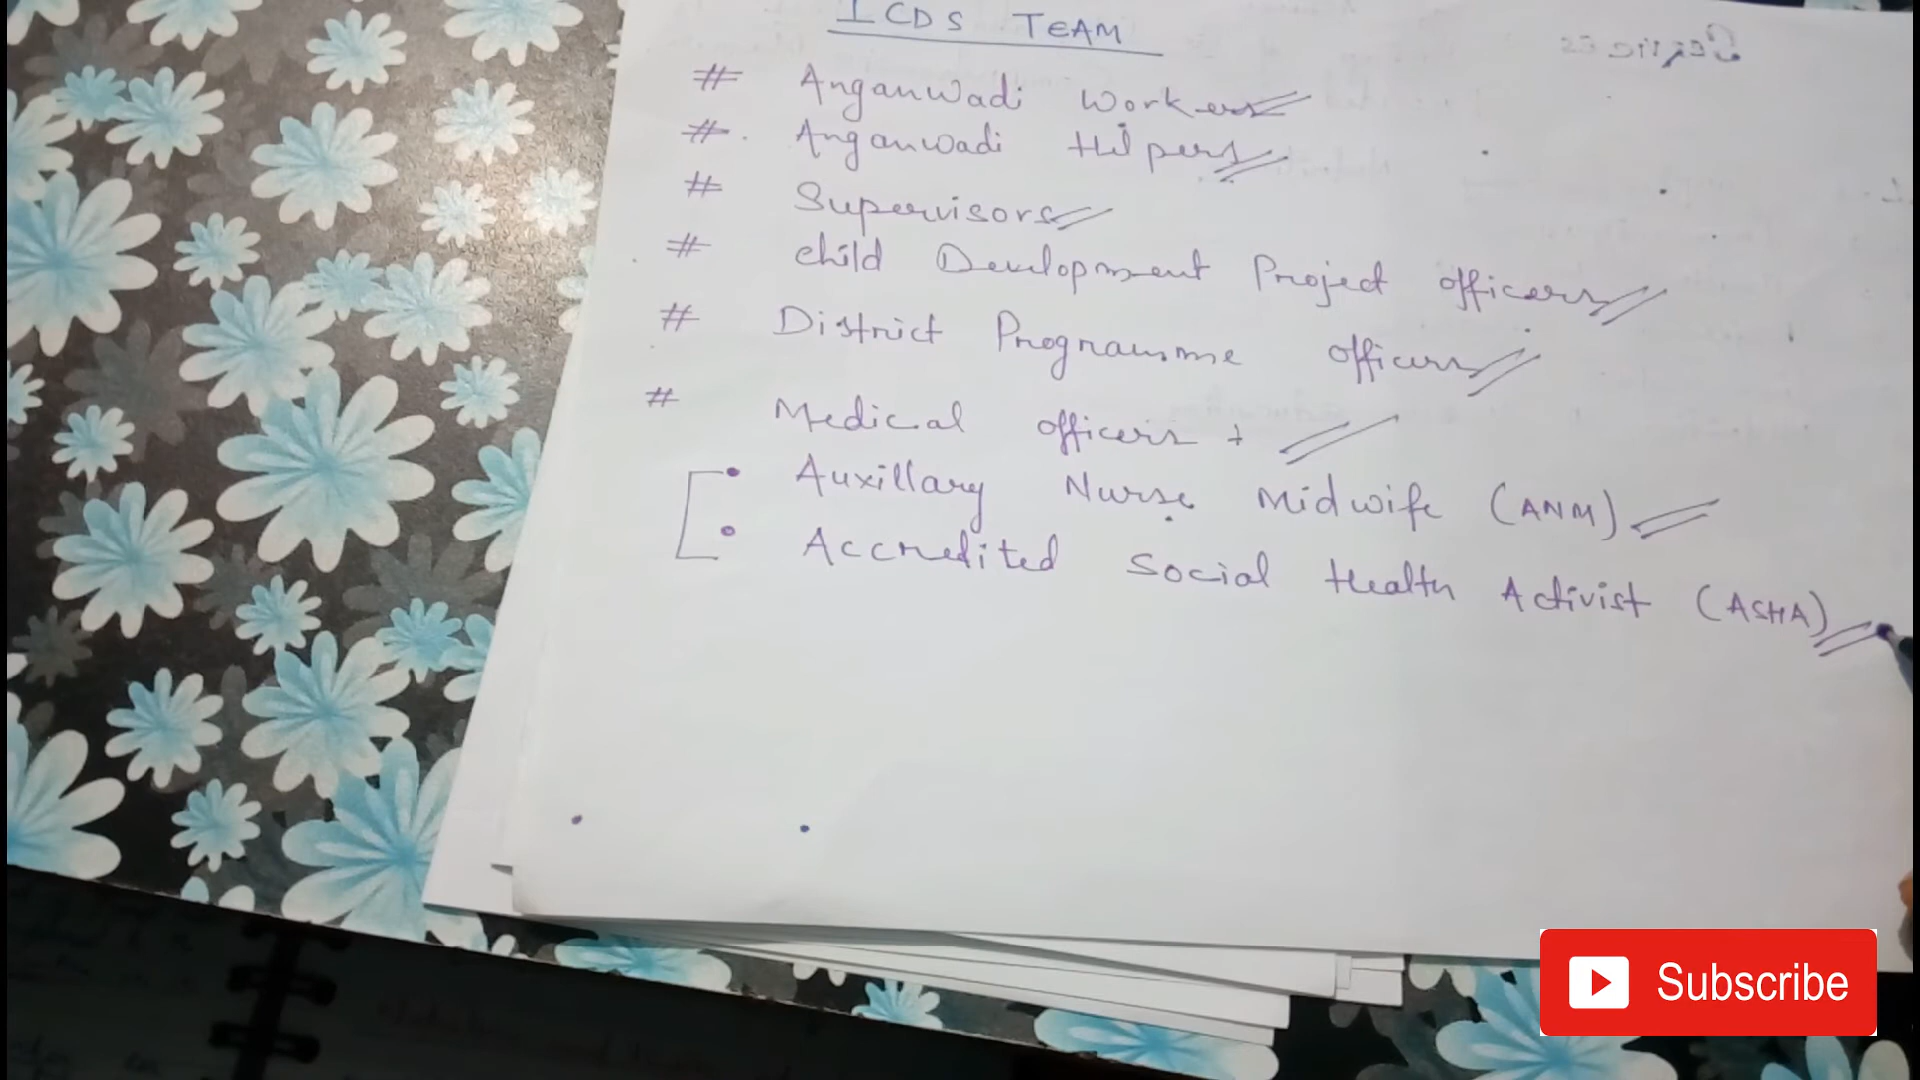 ICDS TEAM
# Anganwadi Workers
# Anganwadi Helpers
# Supervisors
# Child Development Project officers
# District Programme officers
# Medical officers +
• Auxillary Nurse Midwife (ANM)
• Accredited Social Health Activist (ASHA)
Subscribe